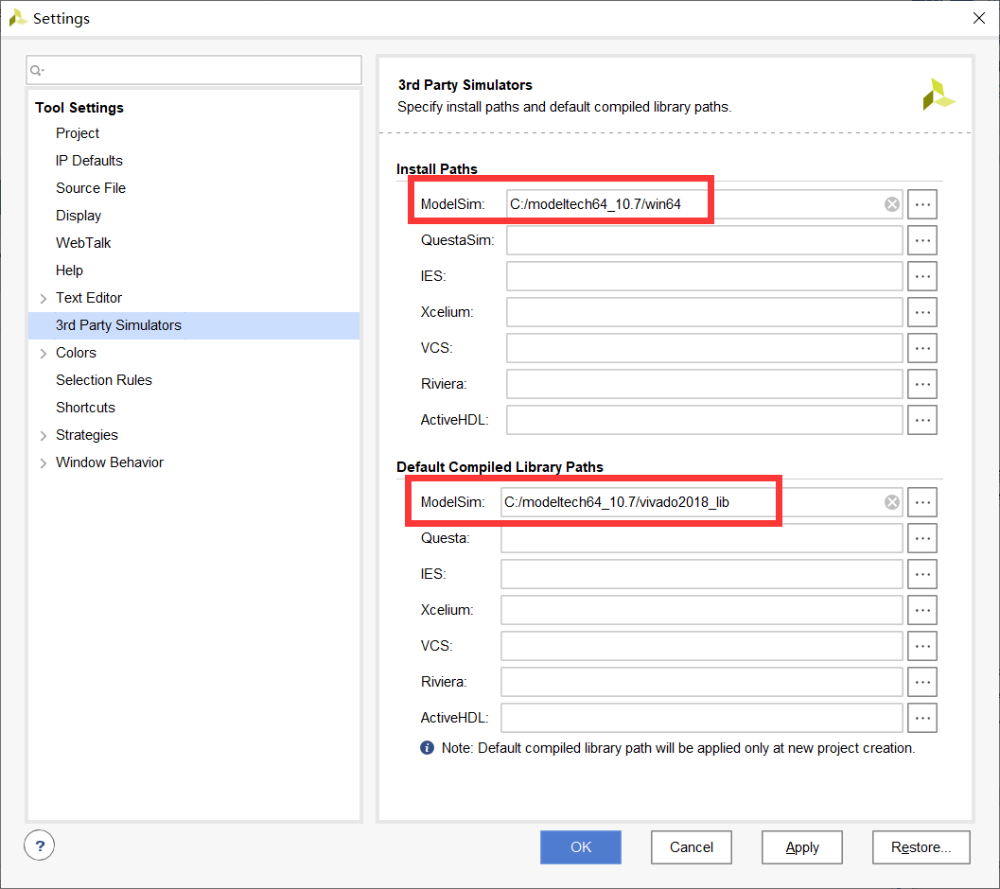 Settings
Tool Settings
Project
IP Defaults
Source File
Display
WebTalk
Help
Text Editor
3rd Party Simulators
Colors
Selection Rules
Shortcuts
Strategies
Window Behavior
3rd Party Simulators
Specify install paths and default compiled library paths.
Install Paths
ModelSim: C:/modeltech64_10.7/win64
QuestaSim:
IES:
Xcelium:
VCS:
Riviera:
ActiveHDL:
Default Compiled Library Paths
ModelSim: C:/modeltech64_10.7/vivado2018_lib
Questa:
IES:
Xcelium:
VCS:
Riviera:
ActiveHDL:
Note: Default compiled library path will be applied only at new project creation.
? OK Cancel Apply Restore...